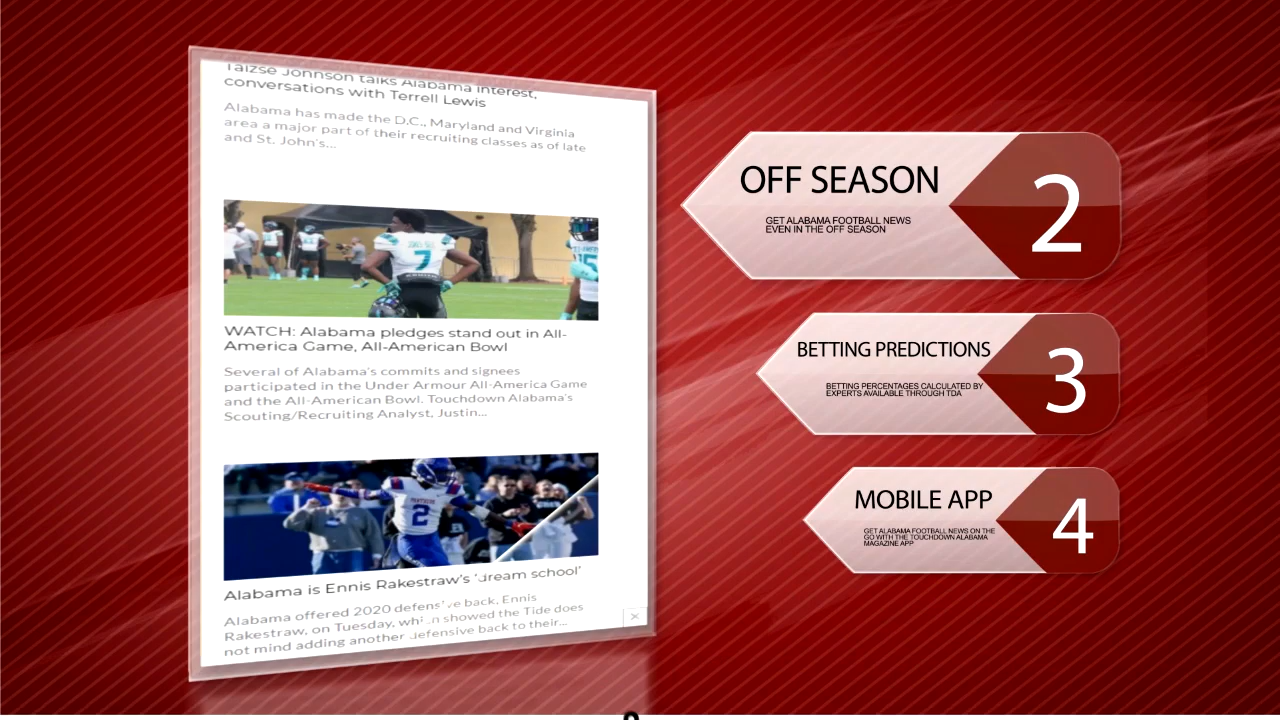 Taizse Johnson talks Alabama interest,
conversations with Terrell Lewis
Alabama has made the D.C., Maryland and Virginia
area a major part of their recruiting classes as of late
and St. John's...
7
WATCH: Alabama pledges stand out in All-
America Game, All-American Bowl
Several of Alabama's commits and signees
participated in the Under Armour All-America Game
and the All-American Bowl. Touchdown Alabama's
Scouting/Recruiting Analyst, Justin...
PANTHERS
2
Alabama is Ennis Rakestraw's 'dream school'
Alabama offered 2020 defensive back, Ennis
Rakestraw, on Tuesday, which showed the Tide does
not mind adding another defensive back to their...
OFF SEASON
GET ALABAMA FOOTBALL NEWS
EVEN IN THE OFF SEASON
2
BETTING PREDICTIONS
BETTING PERCENTAGES CALCULATED BY
EXPERTS AVAILABLE THROUGH TDA
3
MOBILE APP
GET ALABAMA FOOTBALL NEWS ON THE
GO WITH THE TOUCHDOWN ALABAMA
MAGAZINE APP
4